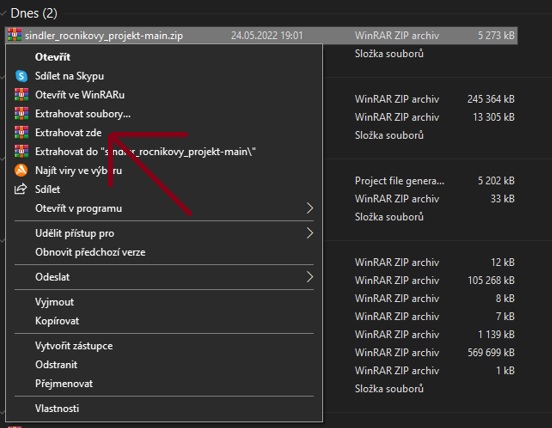 Dnes (2)
sindler_rocnikovy_projekt-main.zip 24.05.2022 19:01 WinRAR ZIP archiv 5 273 kB
Otevřít Složka souborů
Sdílet na Skypu
Otevřít ve WinRARu WinRAR ZIP archiv 245 364 kB
Extrahovat soubory... WinRAR ZIP archiv 13 305 kB
Extrahovat zde Složka souborů
Extrahovat do "sindler_rocnikovy_projekt-main\"
Najít viry ve výběru Project file genera... 5 202 kB
Sdílet WinRAR ZIP archiv 33 kB
Otevřít v programu Složka souborů
Udělit přístup pro
Obnovit předchozí verze
WinRAR ZIP archiv 12 kB
Odeslat WinRAR ZIP archiv 105 268 kB
Vyjmout WinRAR ZIP archiv 8 kB
Kopírovat WinRAR ZIP archiv 7 kB
WinRAR ZIP archiv 1 139 kB
Vytvořit zástupce WinRAR ZIP archiv 569 699 kB
Odstranit WinRAR ZIP archiv 1 kB
Přejmenovat Složka souborů
Vlastnosti